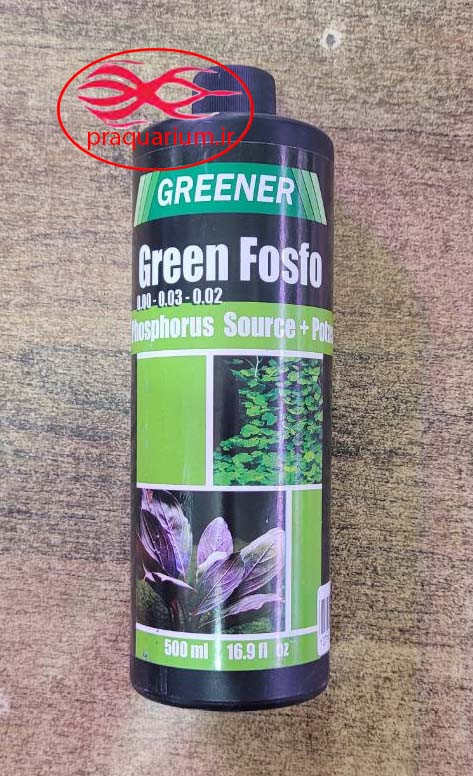 praquarium.ir
GREENER
Green Fosfo
0.00 - 0.03 - 0.02
Phosphorus Source + Pota
500 ml 16.9 fl oz